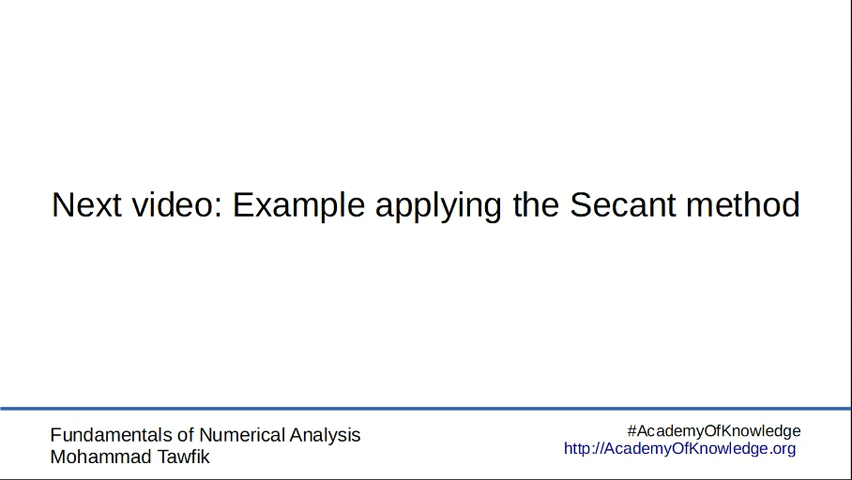 Next video: Example applying the Secant method
Fundamentals of Numerical Analysis
Mohammad Tawfik
#AcademyOfKnowledge
http://AcademyOfKnowledge.org